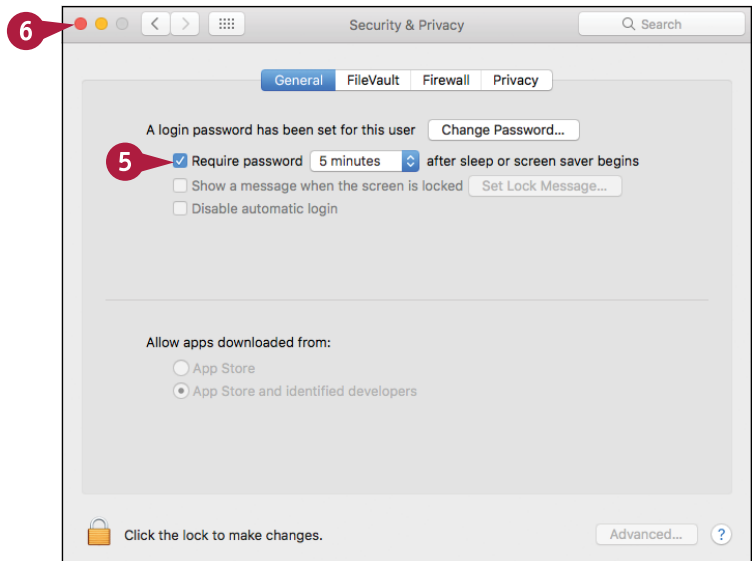 6
Security & Privacy Search
General FileVault Firewall Privacy
A login password has been set for this user Change Password...
5
Require password 5 minutes after sleep or screen saver begins
Show a message when the screen is locked Set Lock Message...
Disable automatic login
Allow apps downloaded from:
App Store
App Store and identified developers
Click the lock to make changes. Advanced... ?